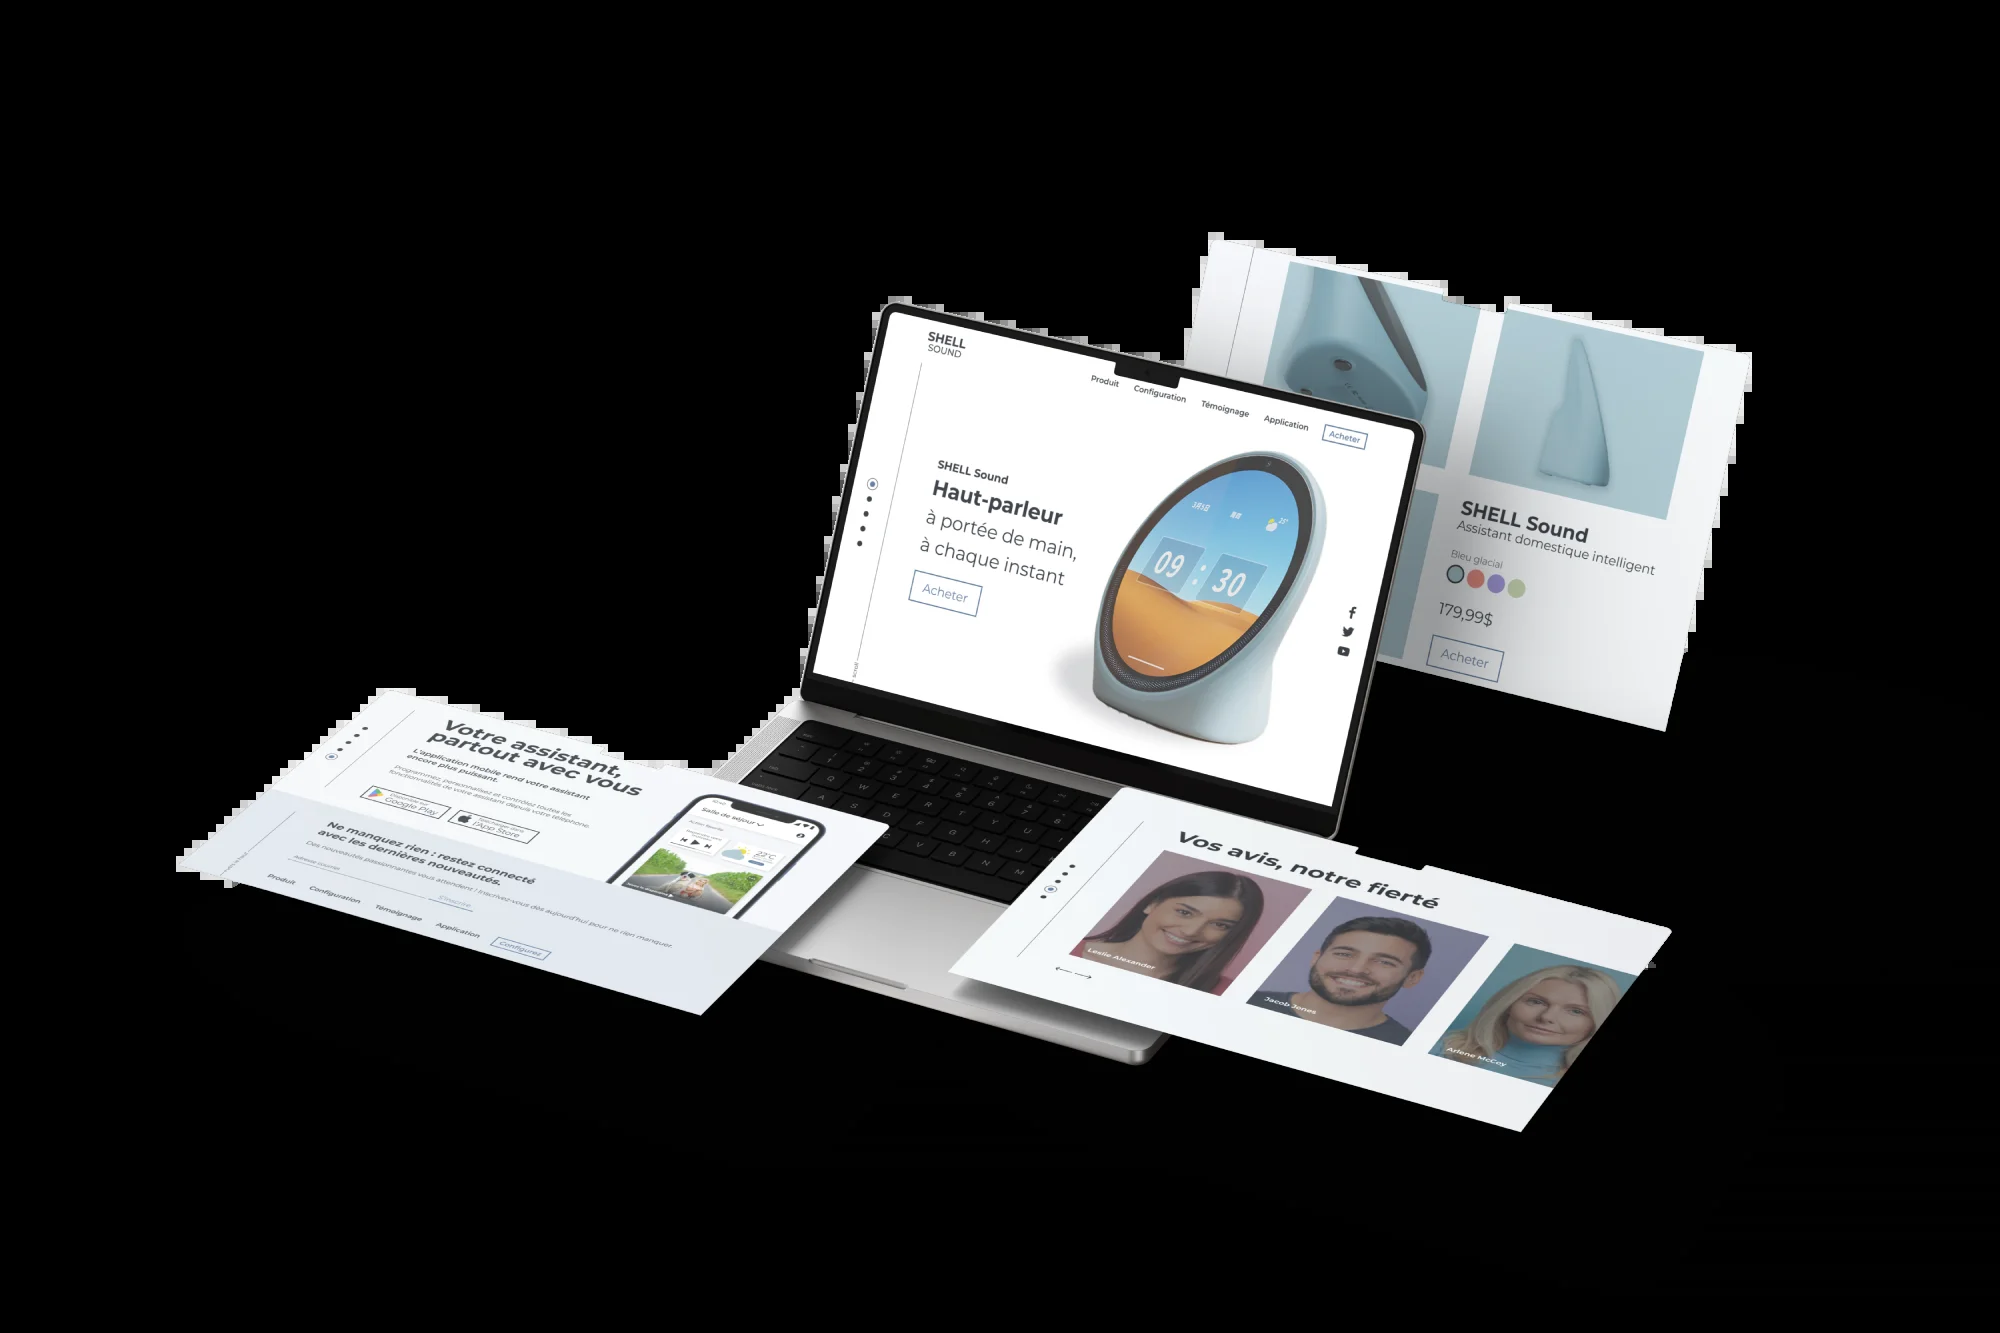 SHELL
SOUND
Produit
Configuration
Témoignage
Application
Acheter
SHELL Sound
Haut-parleur
à portée de main,
à chaque instant
Acheter
scroll
09 : 30
SHELL Sound
Assistant domestique intelligent
Bleu glacial
179,99$
Acheter
Votre assistant,
partout avec vous
L'application mobile rend votre assistant
encore plus puissant.
Programmez, personnalisez et contrôlez toutes les
fonctionnalités de votre assistant depuis votre téléphone.
Google Play
l'App Store
Salle de séjour
22°C
Ne manquez rien : restez connecté
avec les dernières nouveautés.
Des nouveautés passionnantes vous attendent ! Inscrivez-vous dès aujourd'hui pour ne rien manquer.
Adresse courriel
S'inscrire
Produit
Configuration
Témoignage
Application
Configurez
Vos avis, notre fierté
Leslie Alexander
Jacob Jones
Arlene McCoy